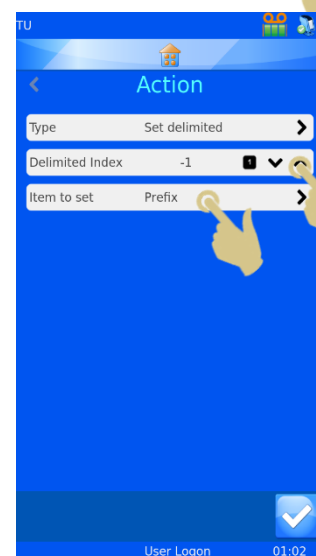 TU
Action
Type Set delimited
Delimited Index -1 1
Item to set Prefix
User Logon 01:02